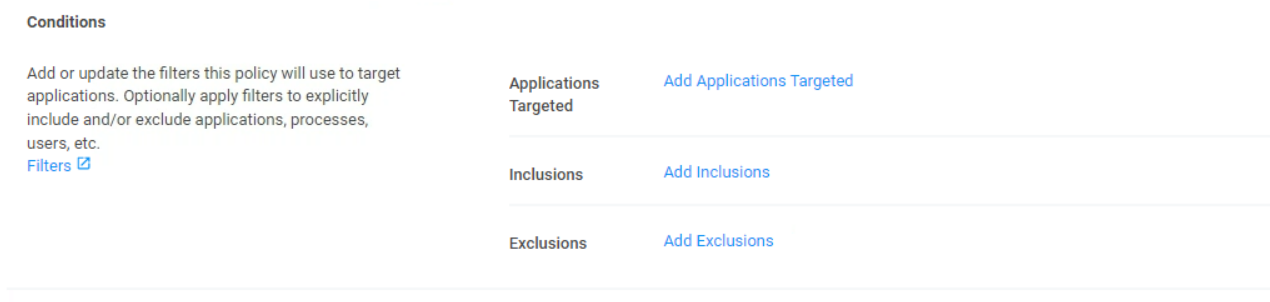 Conditions
Add or update the filters this policy will use to target
applications. Optionally apply filters to explicitly
include and/or exclude applications, processes,
users, etc.
Filters
Applications
Targeted
Add Applications Targeted
Inclusions
Add Inclusions
Exclusions
Add Exclusions